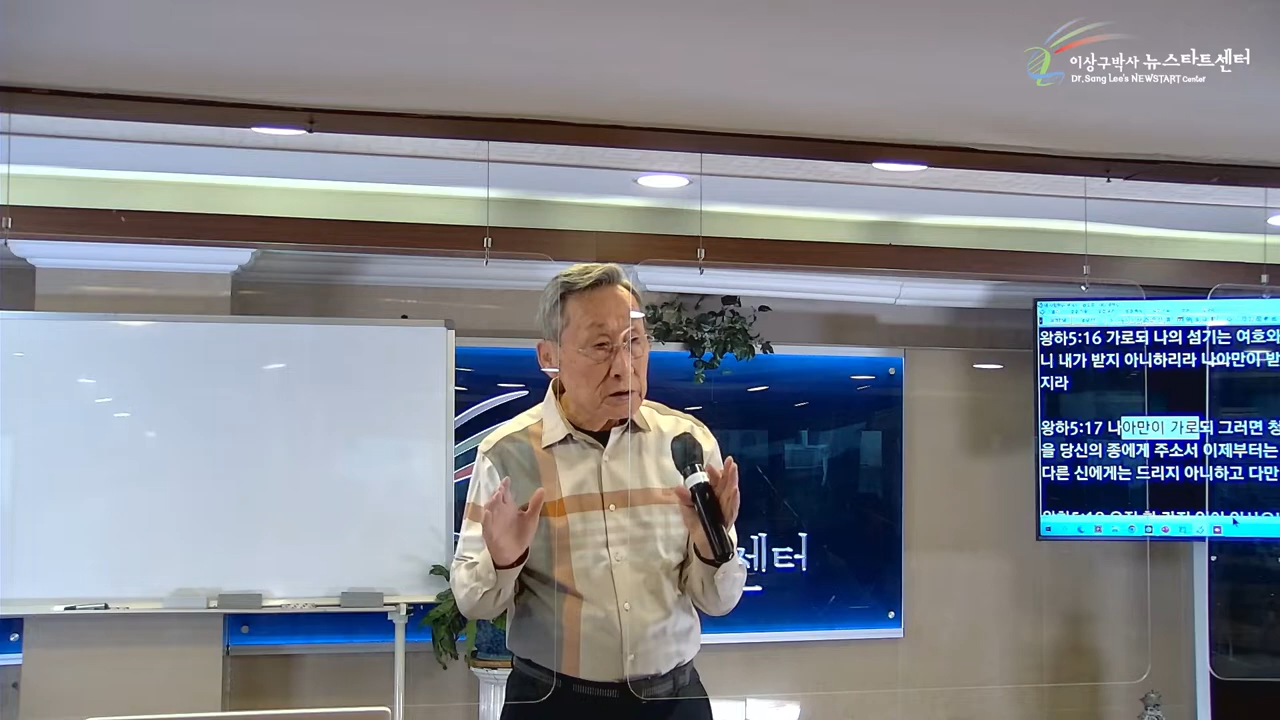 이상구박사 뉴스타트센터
Dr. Sang Lee's NEWSTART Center
왕하5:16 가로되 나의 섬기는 여호와
니 내가 받지 아니하리라 나아만이 받
지라
왕하5:17 나아만이 가로되 그러면 청
을 당신의 종에게 주소서 이제부터는
다른 신에게는 드리지 아니하고 다만
센터